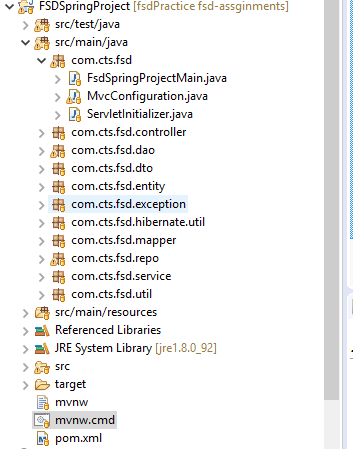 FSDSpringProject [fsdPractice fsd-assginments]
src/test/java
src/main/java
com.cts.fsd
FsdSpringProjectMain.java
MvcConfiguration.java
ServletInitializer.java
com.cts.fsd.controller
com.cts.fsd.dao
com.cts.fsd.dto
com.cts.fsd.entity
com.cts.fsd.exception
com.cts.fsd.hibernate.util
com.cts.fsd.mapper
com.cts.fsd.repo
com.cts.fsd.service
com.cts.fsd.util
src/main/resources
Referenced Libraries
JRE System Library [jre1.8.0_92]
src
target
mvnw
mvnw.cmd
pom.xml